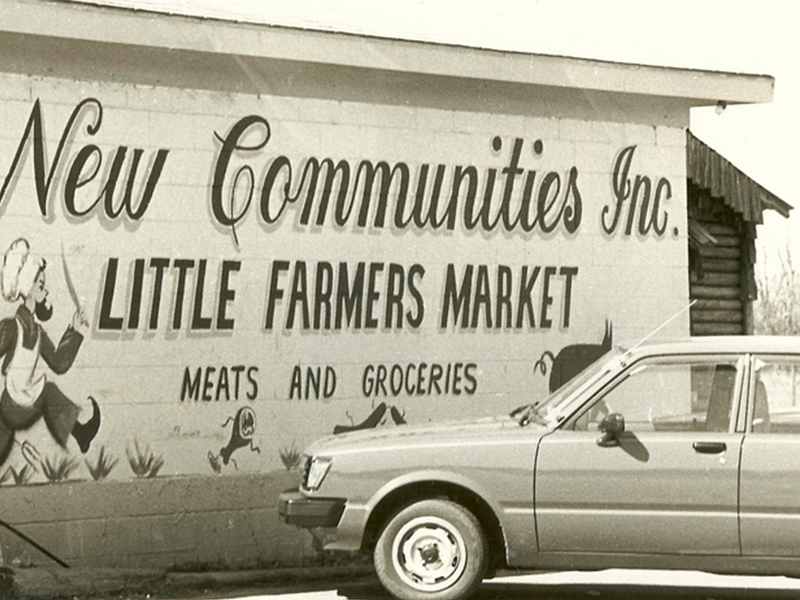 New Communities Inc.
LITTLE FARMERS MARKET
MEATS AND GROCERIES